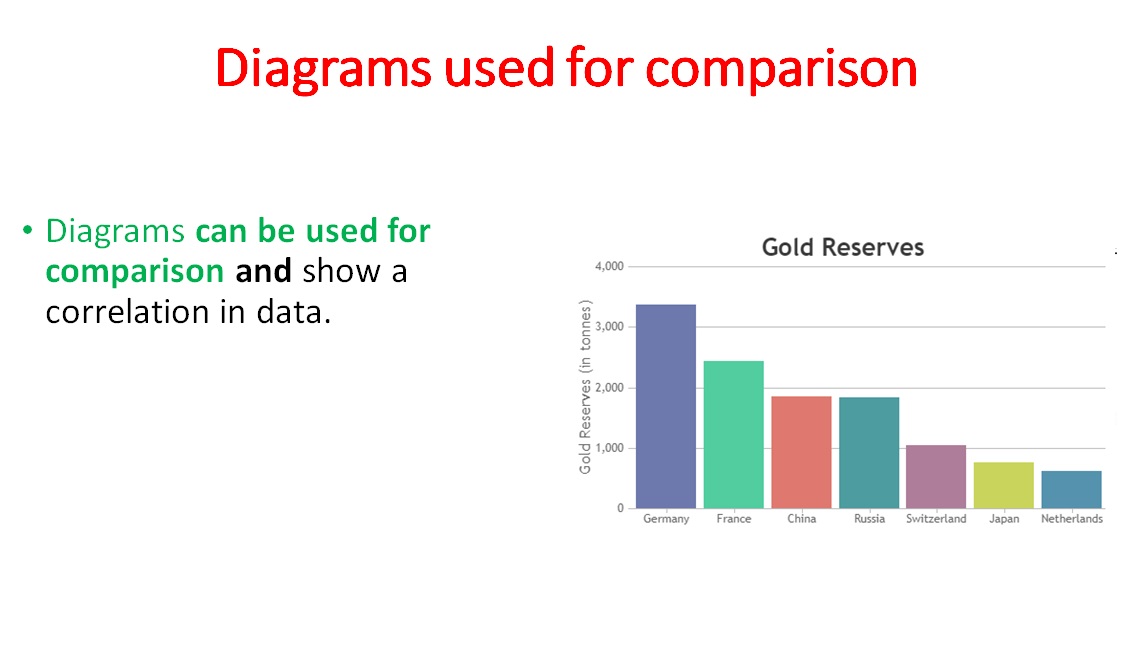 Diagrams used for comparison
• Diagrams can be used for
comparison and show a
correlation in data.
Gold Reserves
Gold Reserves (in tonnes)
4,000
3,000
2,000
1,000
0
Germany France China Russia Switzerland Japan Netherlands